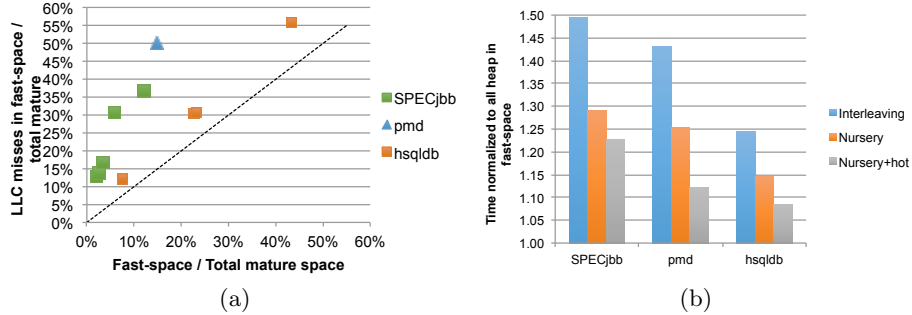 60%
55%
50%
45%
40%
35%
30%
25%
20%
15%
10%
5%
0%
LLC misses in fast-space /
total mature
0%
10%
20%
30%
40%
50%
60%
Fast-space / Total mature space
SPECjbb
pmd
hsqldb
(a)
1.50
1.45
1.40
1.35
1.30
1.25
1.20
1.15
1.10
1.05
1.00
Time normalized to all heap in
fast-space
SPECjbb
pmd
hsqldb
Interleaving
Nursery
Nursery+hot
(b)